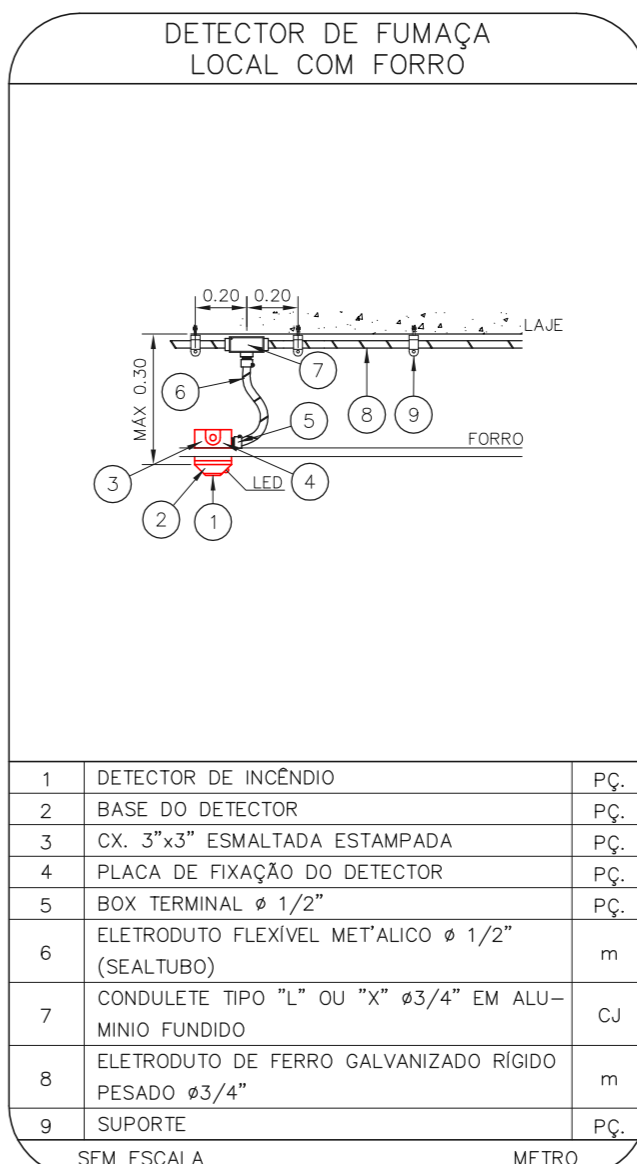 DETECTOR DE FUMAÇA
LOCAL COM FORRO
0.20 0.20
LAJE
MÁX 0.30
7
6
8
9
5
FORRO
3
4
LED
2
1
1 DETECTOR DE INCÊNDIO PÇ.
2 BASE DO DETECTOR PÇ.
3 CX. 3"x3" ESMALTADA ESTAMPADA PÇ.
4 PLACA DE FIXAÇÃO DO DETECTOR PÇ.
5 BOX TERMINAL ø 1/2" PÇ.
6 ELETRODUTO FLEXÍVEL MET'ALICO ø 1/2" m
(SEALTUBO)
7 CONDULETE TIPO "L" OU "X" ø3/4" EM ALU- CJ
MINIO FUNDIDO
8 ELETRODUTO DE FERRO GALVANIZADO RÍGIDO m
PESADO ø3/4"
9 SUPORTE PÇ.
SEM ESCALA METRO